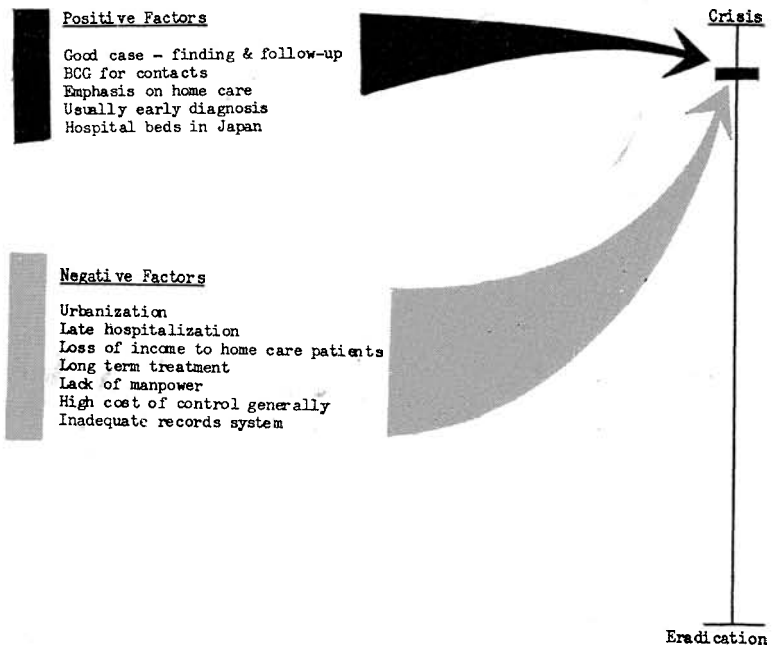 Positive Factors
Good case - finding & follow-up
BCG for contacts
Emphasis on home care
Usually early diagnosis
Hospital beds in Japan
Crisis
Negative Factors
Urbanization
Late hospitalization
Loss of income to home care patients
Long term treatment
Lack of manpower
High cost of control generally
Inadequate records system
Eradication